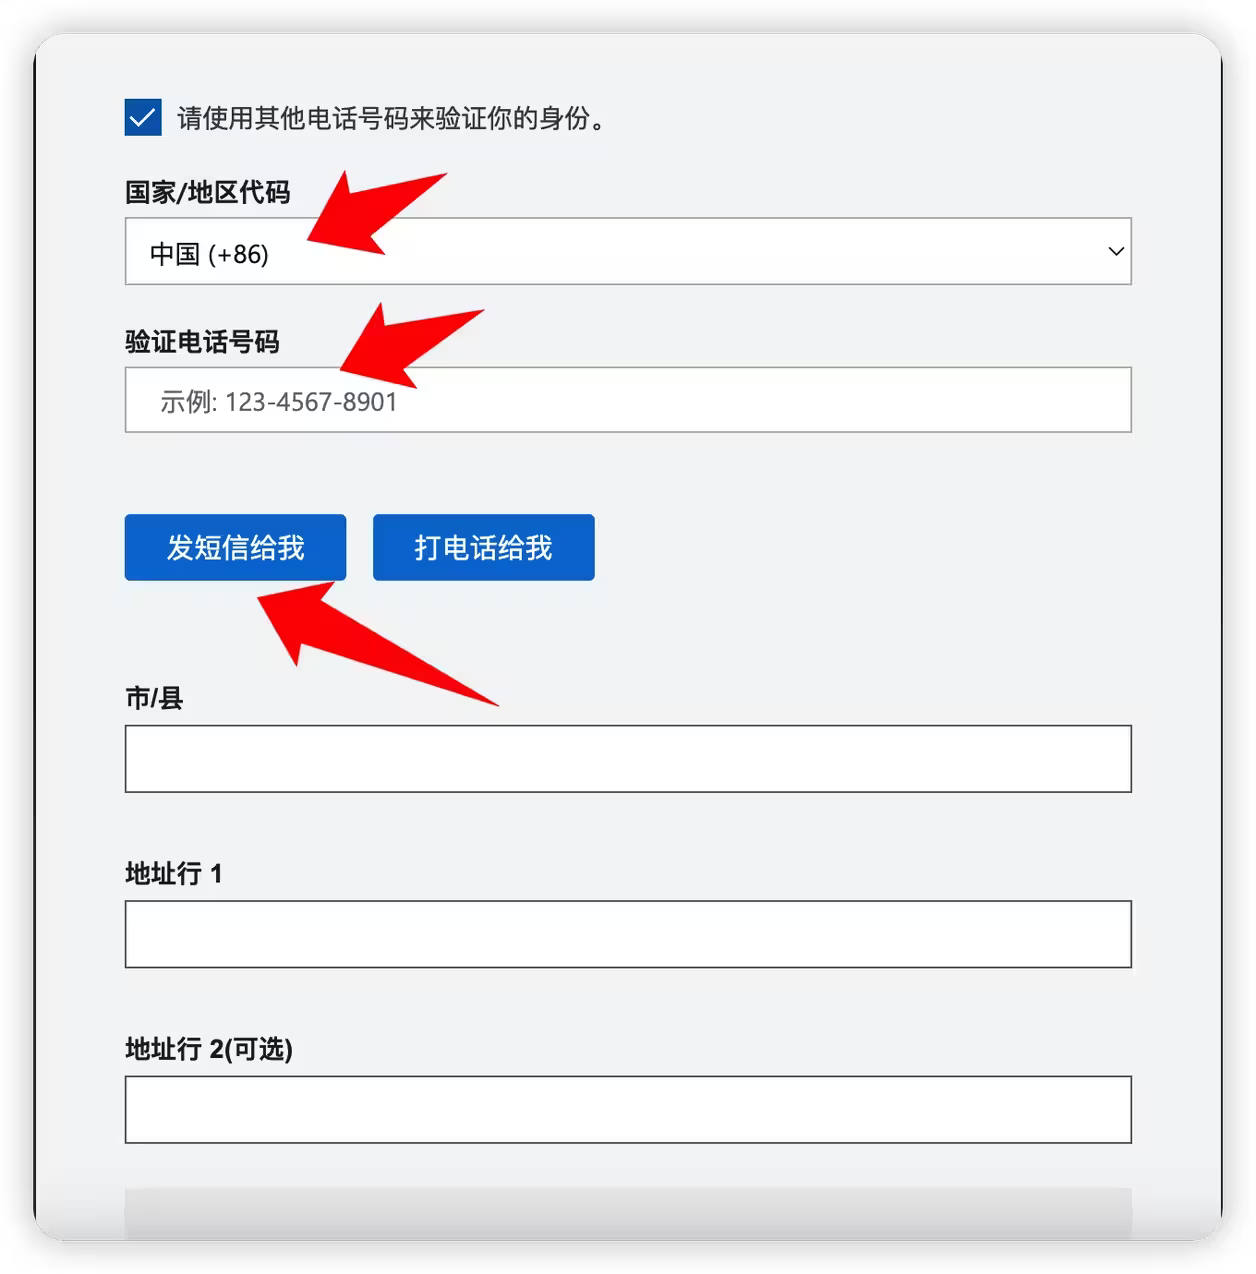 请使用其他电话号码来验证你的身份。
国家/地区代码
中国 (+86)
验证电话号码
示例: 123-4567-8901
发短信给我 打电话给我
市/县
地址行 1
地址行 2(可选)